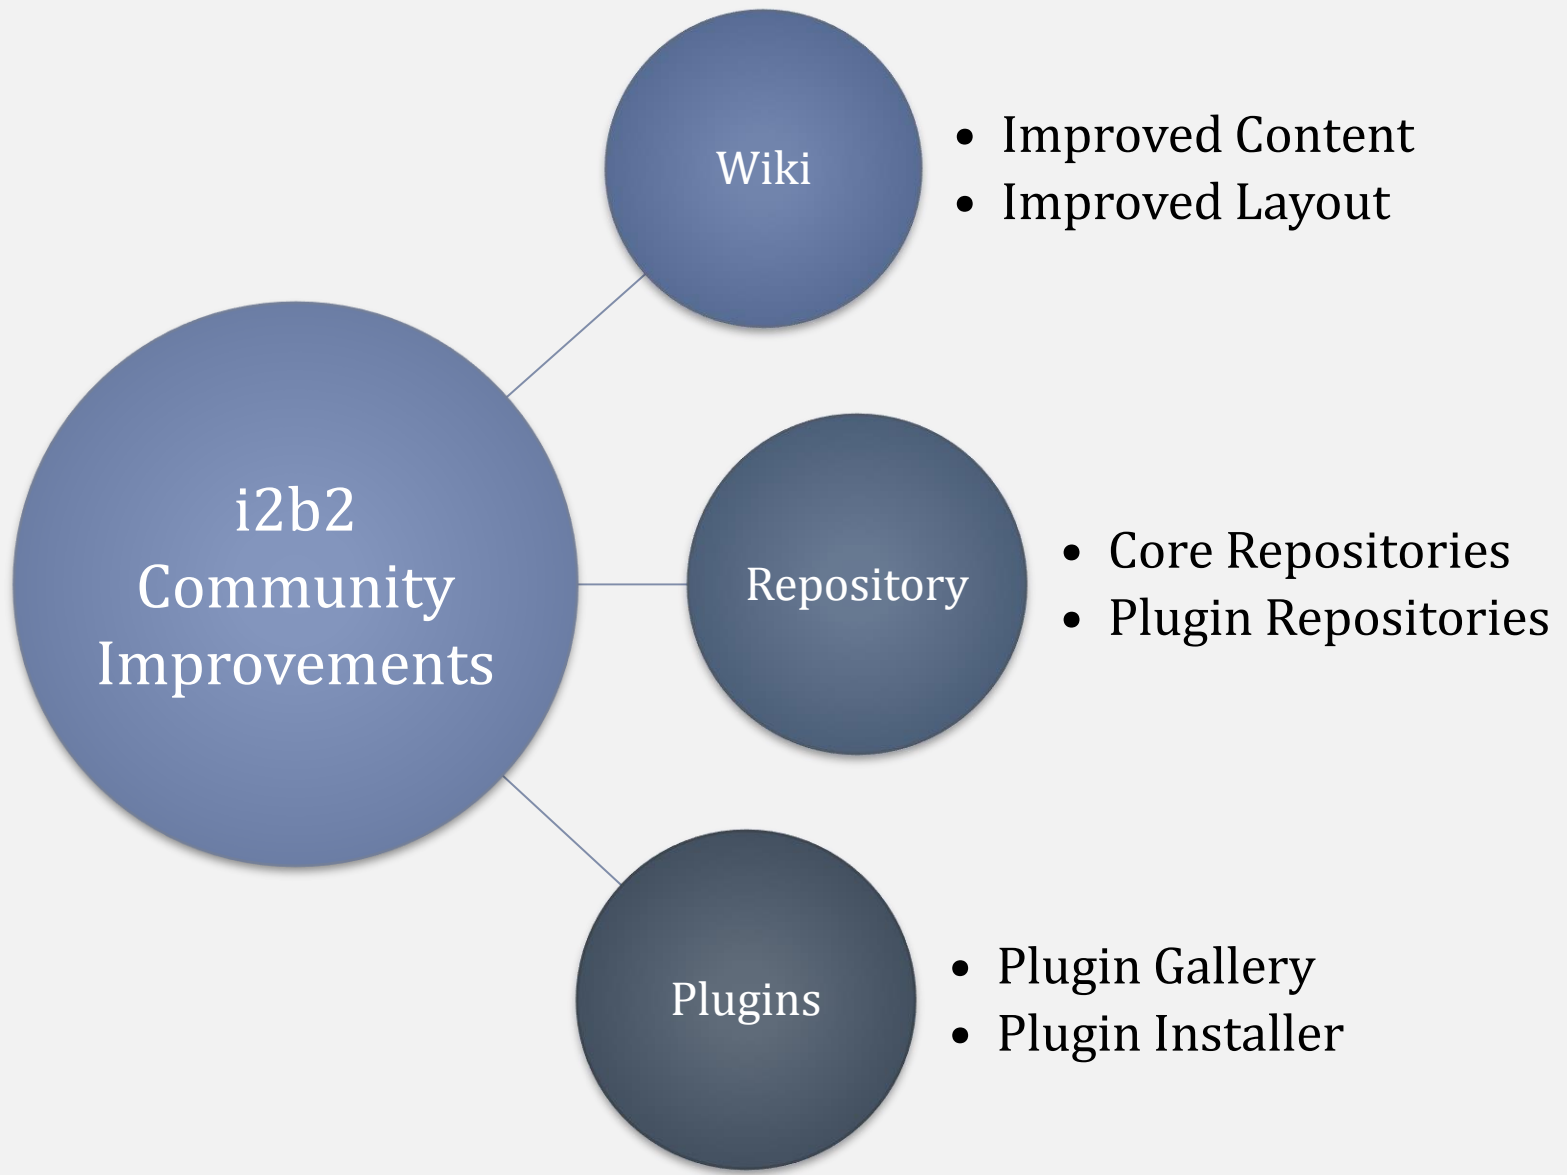 i2b2
Community
Improvements
Wiki
• Improved Content
• Improved Layout
Repository
• Core Repositories
• Plugin Repositories
Plugins
• Plugin Gallery
• Plugin Installer